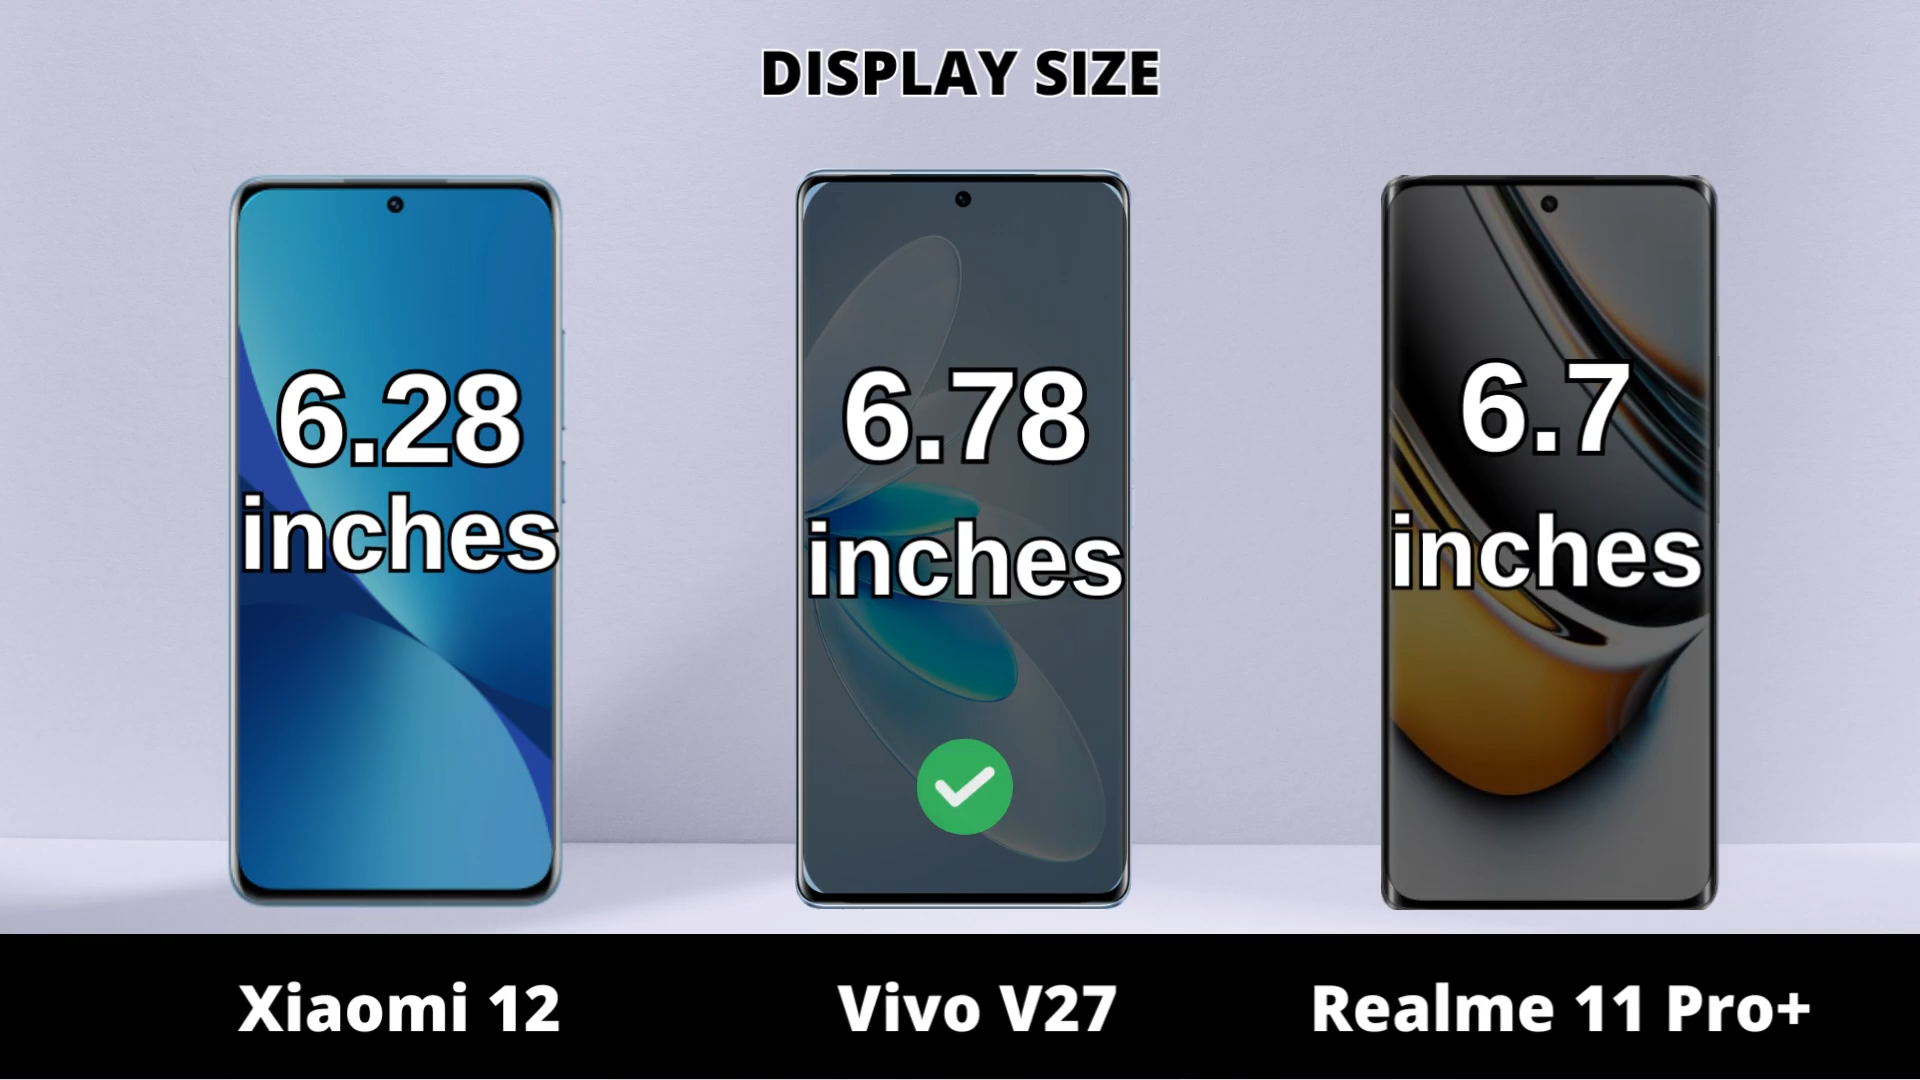 DISPLAY SIZE
6.28
inches
6.78
inches
6.7
inches
Xiaomi 12
Vivo V27
Realme 11 Pro+